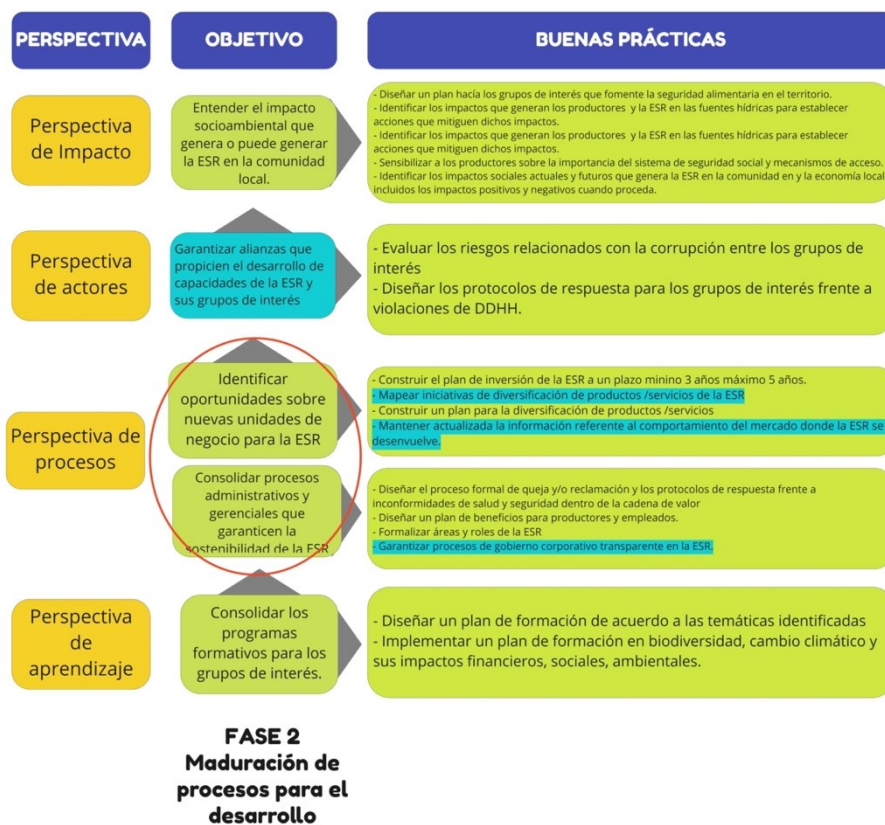 PERSPECTIVA
OBJETIVO
BUENAS PRÁCTICAS
Perspectiva
de Impacto
Entender el impacto
socioambiental que
genera o puede generar
la ESR en la comunidad
local.
- Diseñar un plan hacía los grupos de interés que fomente la seguridad alimentaria en el territorio.
- Identificar los impactos que generan los productores y la ESR en las fuentes hídricas para establecer
acciones que mitiguen dichos impactos.
- Identificar los impactos que generan los productores y la ESR en las fuentes hídricas para establecer
acciones que mitiguen dichos impactos.
- Sensibilizar a los productores sobre la importancia del sistema de seguridad social y mecanismos de acceso.
- Identificar los impactos sociales actuales y futuros que genera la ESR en la comunidad en y la economía local
incluidos los impactos positivos y negativos cuando proceda.
Perspectiva
de actores
Garantizar alianzas que
propicien el desarrollo de
capacidades de la ESR y
sus grupos de interés
- Evaluar los riesgos relacionados con la corrupción entre los grupos de
interés
- Diseñar los protocolos de respuesta para los grupos de interés frente a
violaciones de DDHH.
Perspectiva de
procesos
Identificar
oportunidades sobre
nuevas unidades de
negocio para la ESR
- Construir el plan de inversión de la ESR a un plazo minino 3 años máximo 5 años.
- Mapear iniciativas de diversificación de productos /servicios de la ESR
- Construir un plan para la diversificación de productos /servicios
- Mantener actualizada la información referente al comportamiento del mercado donde la ESR se
desenvuelve.
Consolidar procesos
administrativos y
gerenciales que
garanticen la
sostenibilidad de la ESR
- Diseñar el proceso formal de queja y/o reclamación y los protocolos de respuesta frente a
inconformidades de salud y seguridad dentro de la cadena de
valor
- Diseñar un plan de beneficios para productores y empleados.
- Formalizar áreas y roles de la ESR
- Garantizar procesos de gobierno corporativo transparente en la ESR.
Perspectiva
de
aprendizaje
Consolidar los
programas
formativos para los
grupos de interés.
- Diseñar un plan de formación de acuerdo a las temáticas identificadas
- Implementar un plan de formación en biodiversidad, cambio climático y
sus impactos financieros, sociales, ambientales.
FASE 2
Maduración de
procesos para el
desarrollo